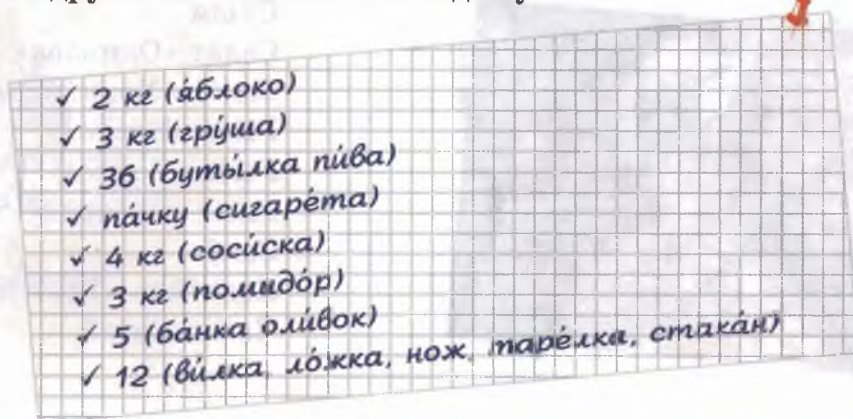 ✓ 2 кг (я́блоко)
✓ 3 кг (гру́ша)
✓ 36 (буты́лка пи́ва)
✓ па́чку (сигаре́та)
✓ 4 кг (соси́ска)
✓ 3 кг (помидо́р)
✓ 5 (ба́нка оли́вок)
✓ 12 (ви́лка, ло́жка, нож, таре́лка, стака́н)